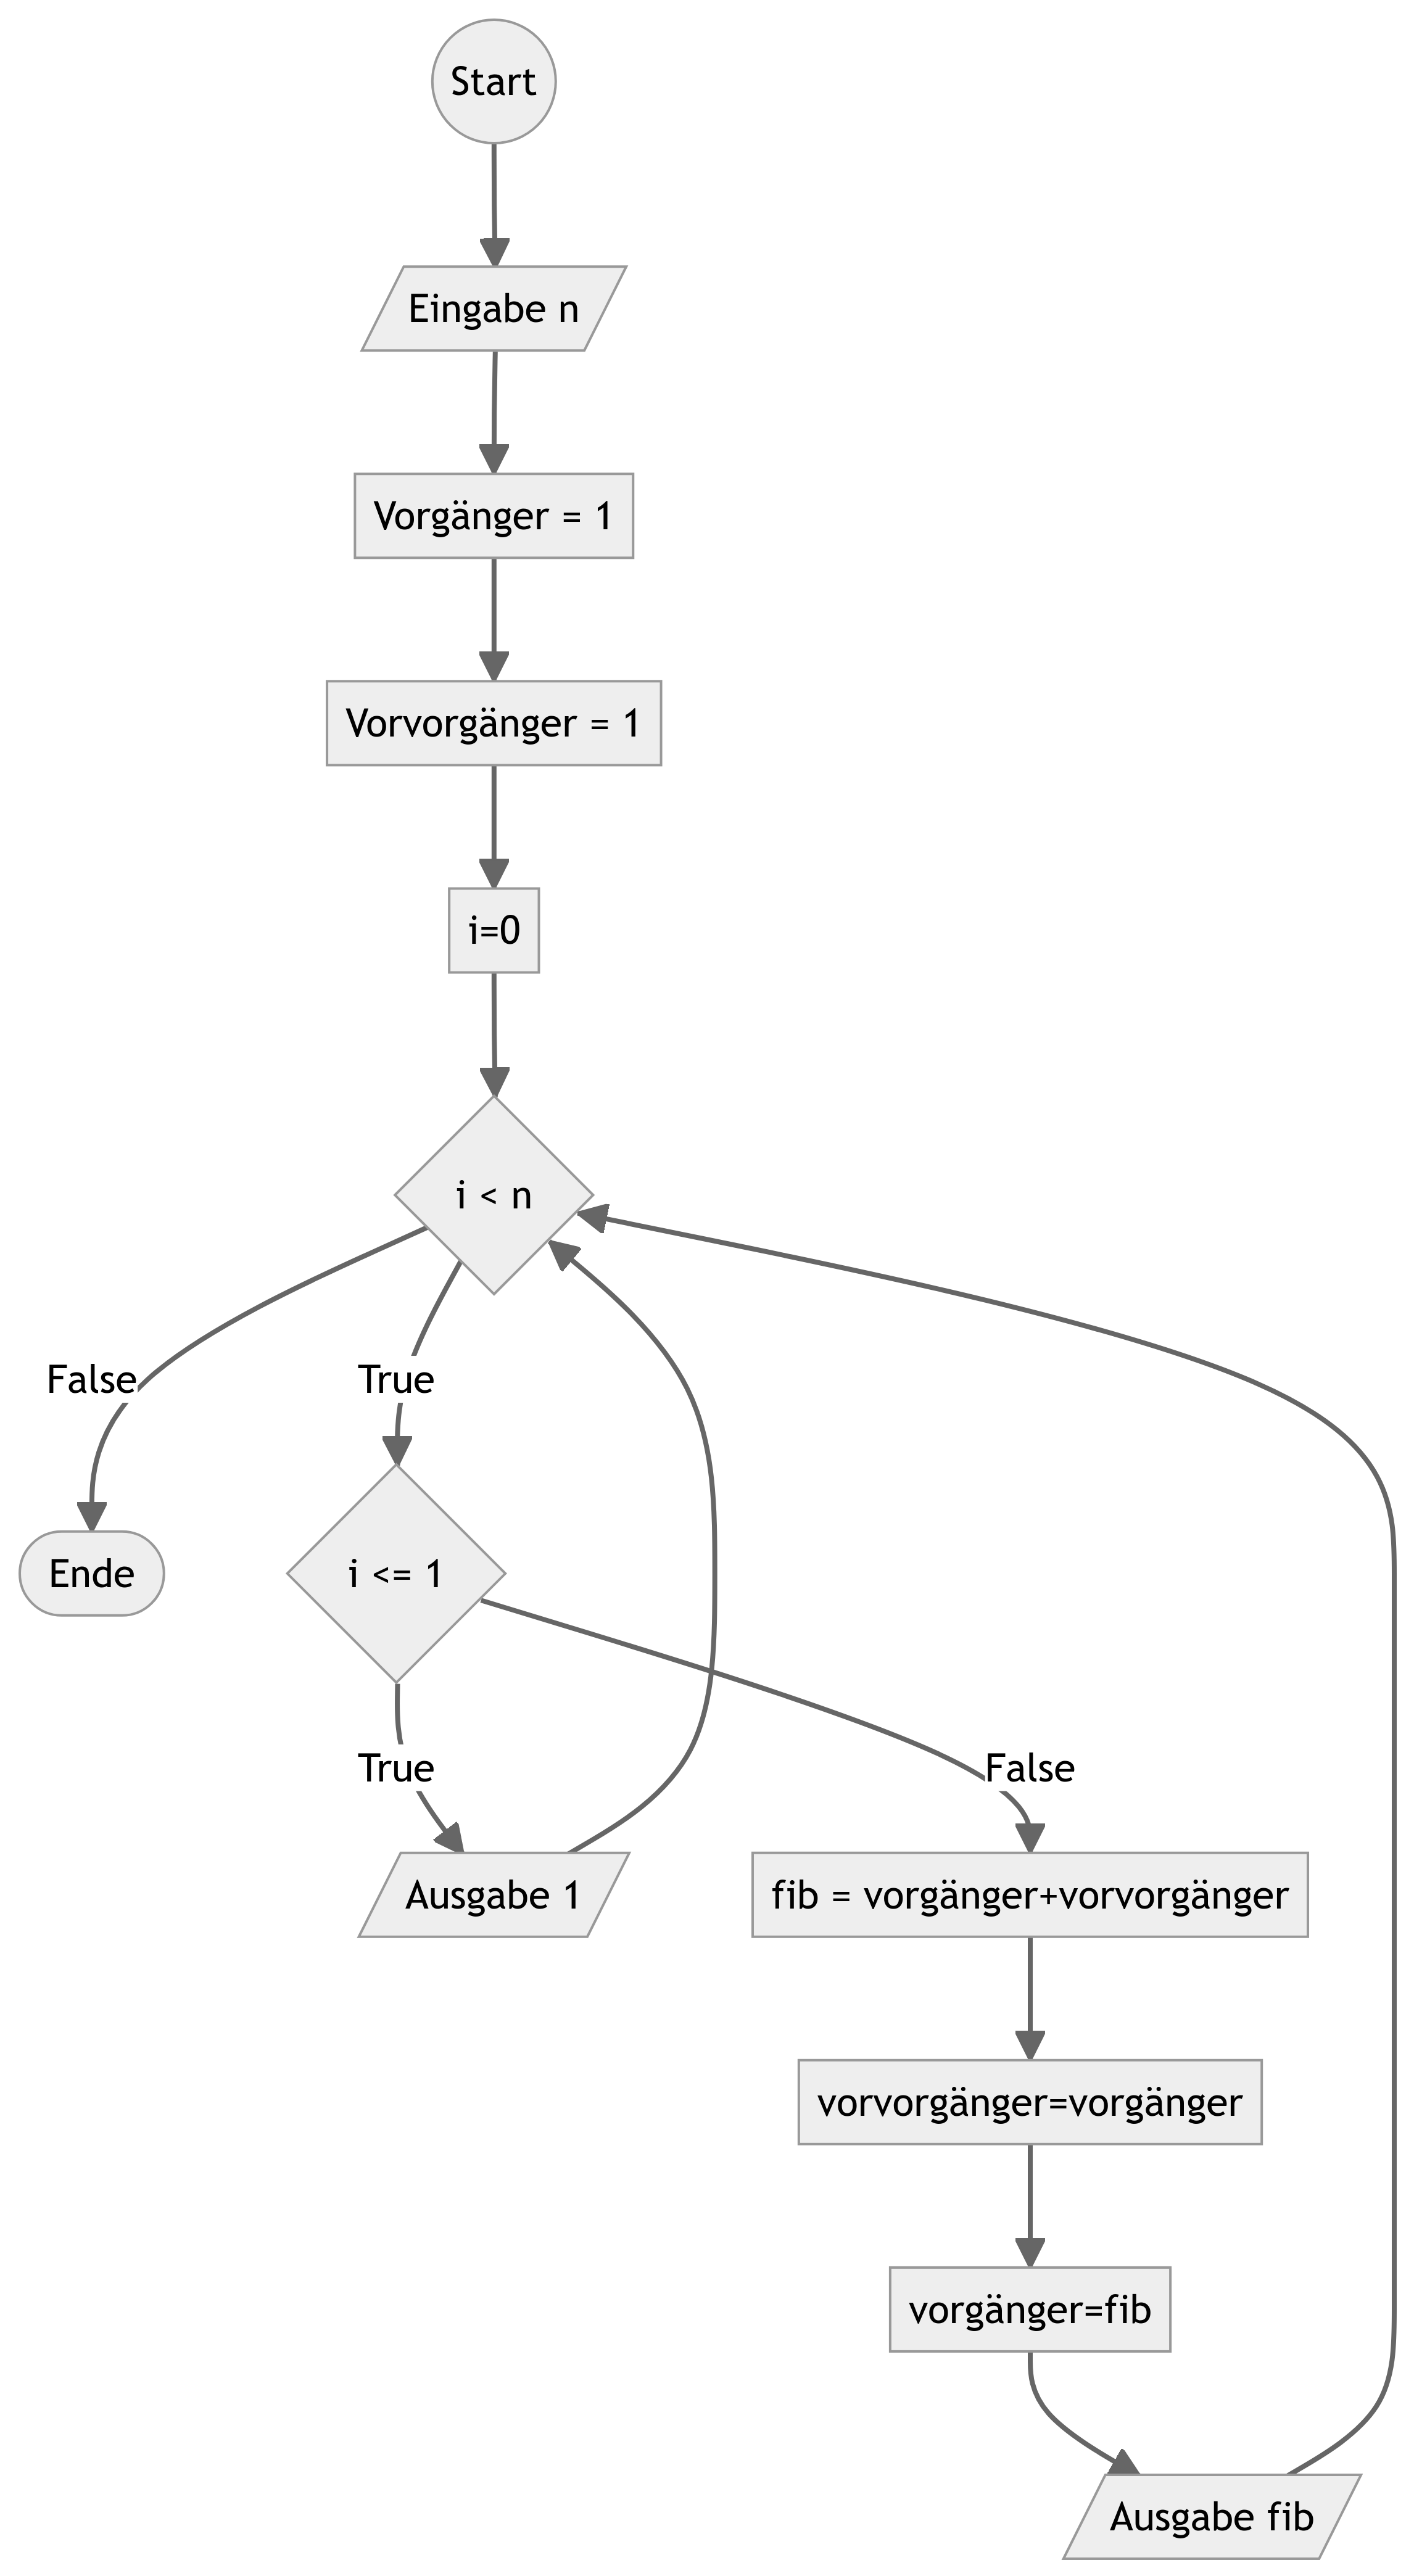 Start
Eingabe n
Vorgänger = 1
Vorvorgänger = 1
i=0
i < n
False
True
Ende
i <= 1
True
False
Ausgabe 1
fib = vorgänger+vorvorgänger
vorvorgänger=vorgänger
vorgänger=fib
Ausgabe fib